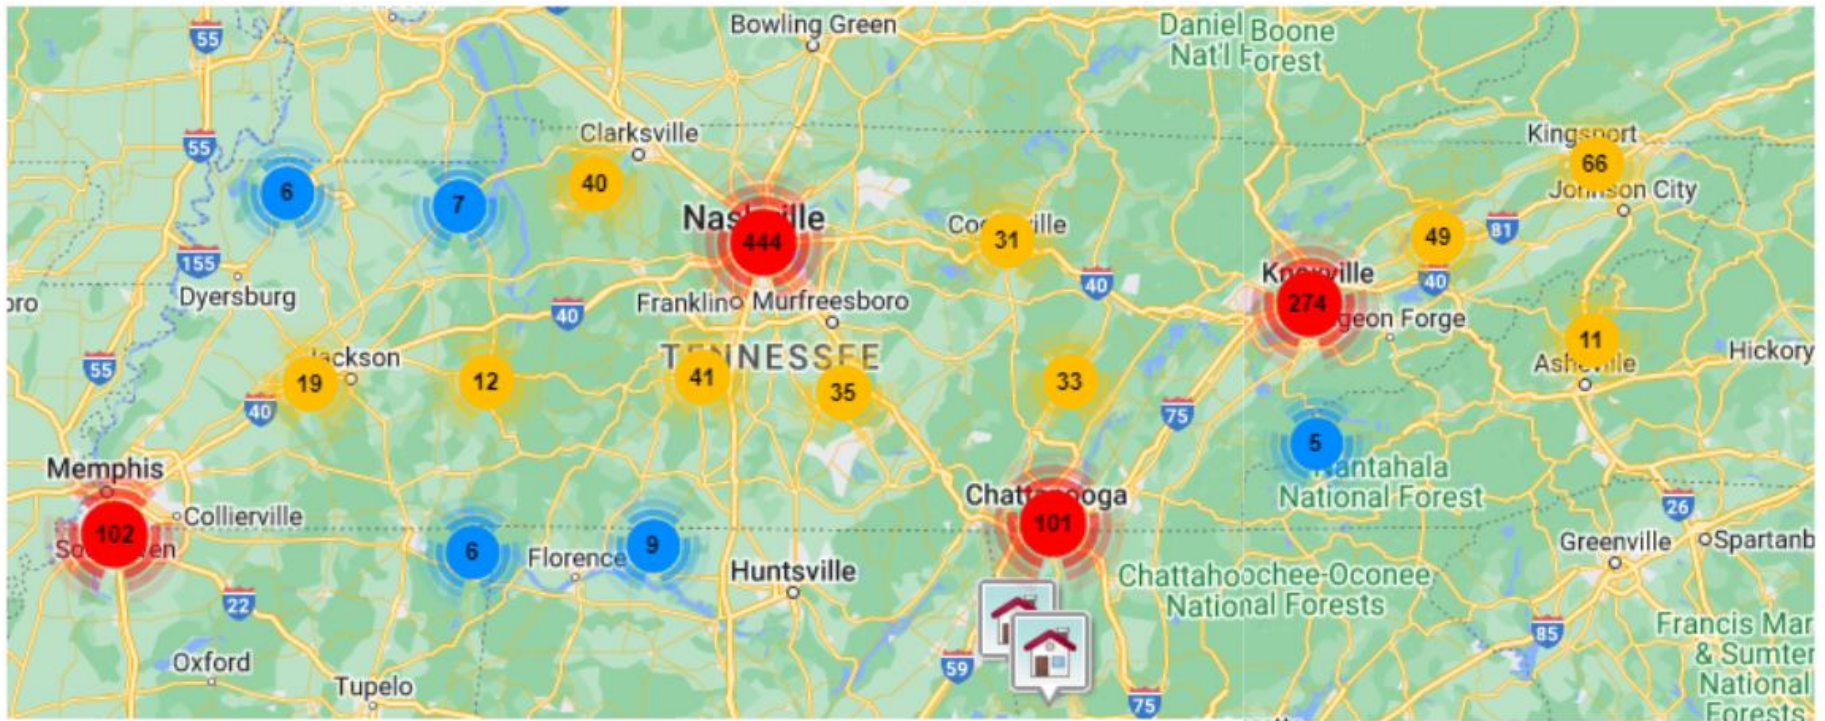 55
Bowling Green
Daniel Boone
Nat'l Forest
Clarksville
Kingsport
55
66
40
6
7
Johnson City
Nashville
444
Cookeville
31
49
81
155
Dyersburg
Knoxville
274
40
40
oro
Franklin
Murfreesboro
40
geon Forge
11
55
Jackson
TENNESSEE
Hickory
Asheville
19
12
41
35
33
40
75
5
Memphis
Nantahala
National Forest
Chattanooga
26
102
Collierville
101
6
Florence
9
Greenville
Spartanb
Huntsville
Chattahoochee-Oconee
National Forests
22
85
Francis Mar
& Sumter
National
Forests
Oxford
59
Tupelo
75